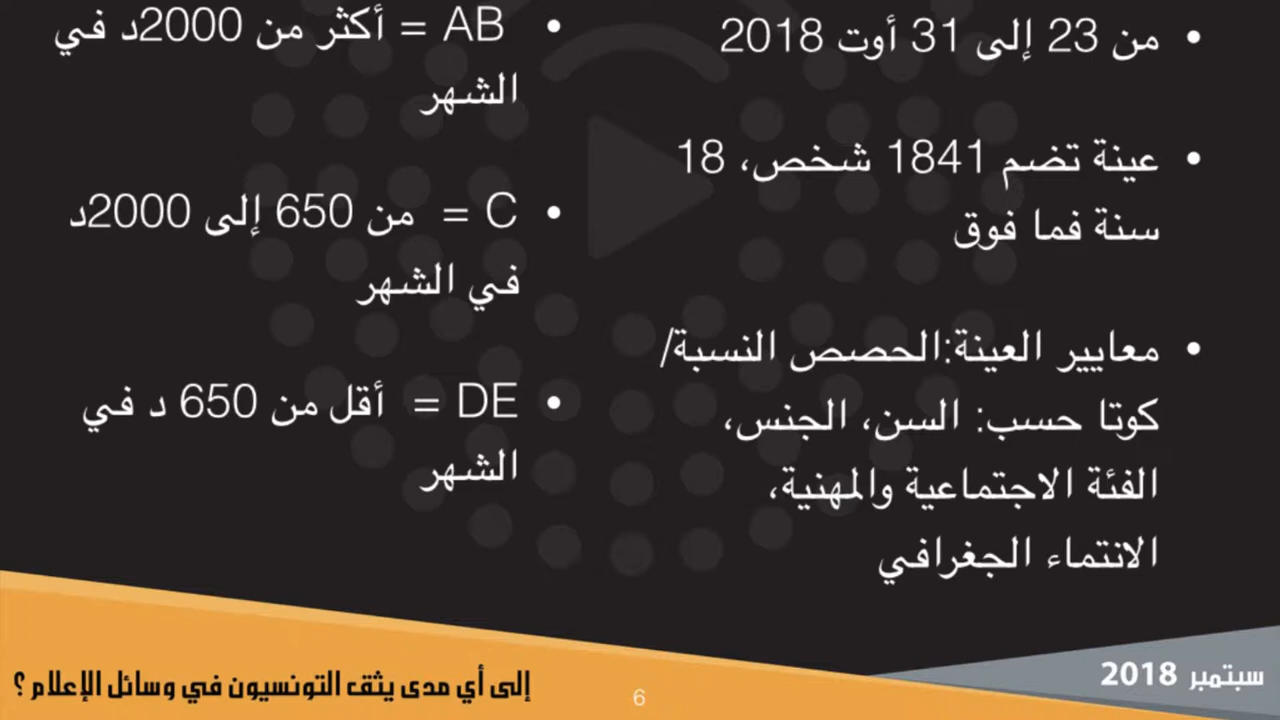 • من 23 إلى 31 أوت 2018
• عينة تضم 1841 شخص، 18
سنة فما فوق
• معايير العينة:الحصص النسبة/
كوتا حسب: السن، الجنس،
الفئة الاجتماعية والمهنية،
الانتماء الجغرافي
• AB = أكثر من 2000د في
الشهر
• C = من 650 إلى 2000د
في الشهر
• DE = أقل من 650 د في
الشهر
سبتمبر 2018
6
إلى أي مدى يثق التونسيون في وسائل الإعلام ؟